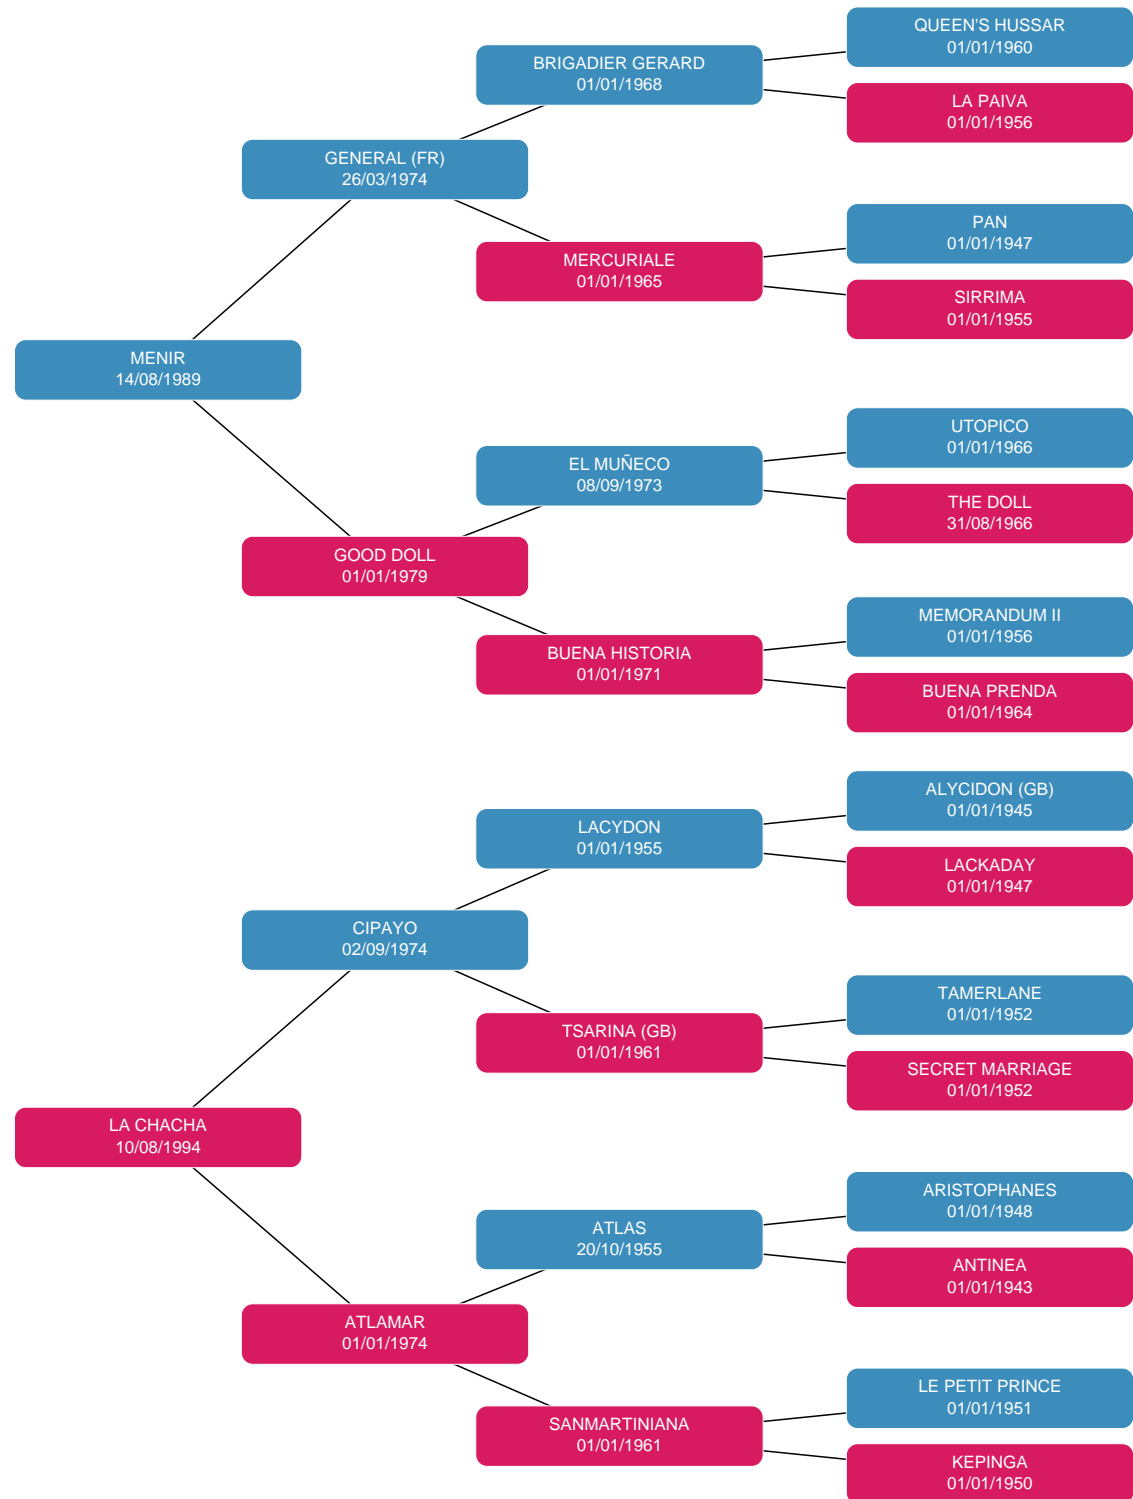 QUEEN'S HUSSAR
01/01/1960
BRIGADIER GERARD
01/01/1968
LA PAIVA
01/01/1956
GENERAL (FR)
26/03/1974
PAN
01/01/1947
MERCURIALE
01/01/1965
SIRRIMA
01/01/1955
MENIR
14/08/1989
UTOPICO
01/01/1966
EL MUÑECO
08/09/1973
THE DOLL
31/08/1966
GOOD DOLL
01/01/1979
MEMORANDUM II
01/01/1956
BUENA HISTORIA
01/01/1971
BUENA PRENDA
01/01/1964
ALYCIDON (GB)
01/01/1945
LACYDON
01/01/1955
LACKADAY
01/01/1947
CIPAYO
02/09/1974
TAMERLANE
01/01/1952
TSARINA (GB)
01/01/1961
SECRET MARRIAGE
01/01/1952
LA CHACHA
10/08/1994
ARISTOPHANES
01/01/1948
ATLAS
20/10/1955
ANTINEA
01/01/1943
ATLAMAR
01/01/1974
LE PETIT PRINCE
01/01/1951
SANMARTINIANA
01/01/1961
KEPINGA
01/01/1950